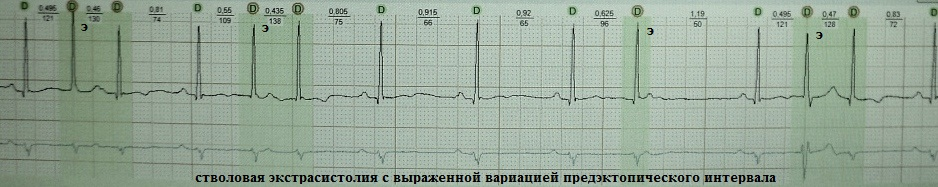 D D D D D D D D D D D D D D
0,495 0,46 0,81 0,55 0,435 0,805 0,915 0,92 0,625 1,19 0,495 0,47 0,83
121 130 74 109 138 75 66 65 96 50 121 128 72
Э Э Э
стволовая экстрасистолия с выраженной вариацией предэктопического интервала